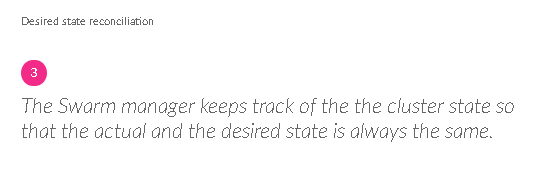 Desired state reconciliation
3
The Swarm manager keeps track of the the cluster state so
that the actual and the desired state is always the same.